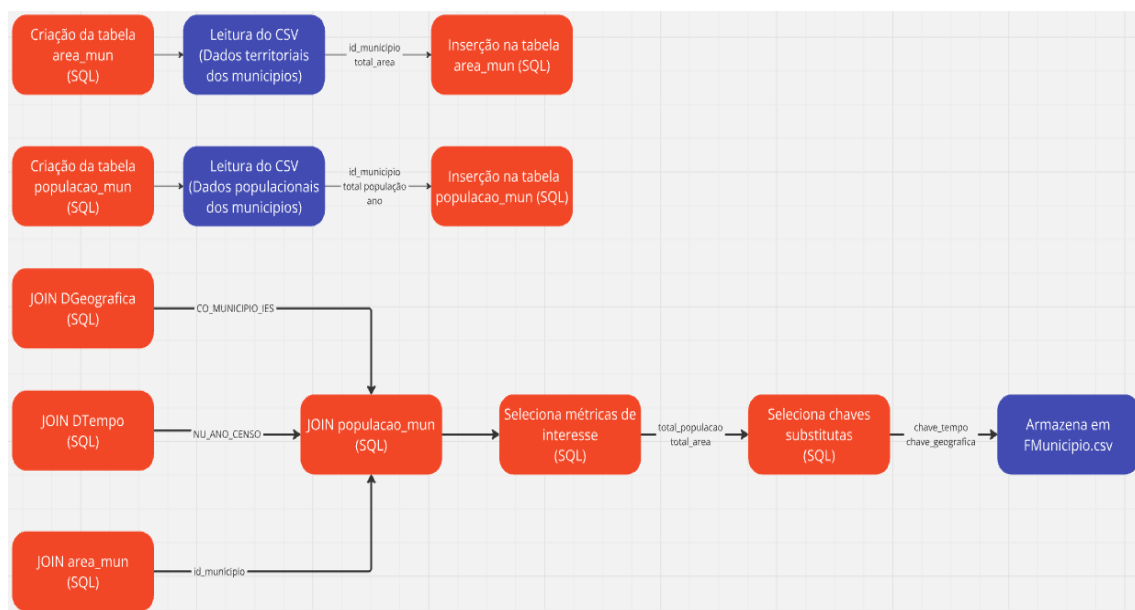 Criação da tabela
area_mun
(SQL)
Leitura do CSV
(Dados territoriais
dos municipios)
id_munícipio
total_area
Inserção na tabela
area_mun (SQL)
Criação da tabela
populacao_mun
(SQL)
Leitura do CSV
(Dados populacionais
dos municipios)
id_municipio
total população
ano
Inserção na tabela
populacao_mun (SQL)
JOIN DGeografica
(SQL)
CO_MUNICIPIO_IES
JOIN DTempo
(SQL)
NU_ANO_CENSO
JOIN populacao_mun
(SQL)
Seleciona métricas de
interesse
(SQL)
total_populacao
total_area
Seleciona chaves
substitutas
(SQL)
chave_tempo
chave_geografica
Armazena em
FMunicipio.csv
JOIN area_mun
(SQL)
id_município